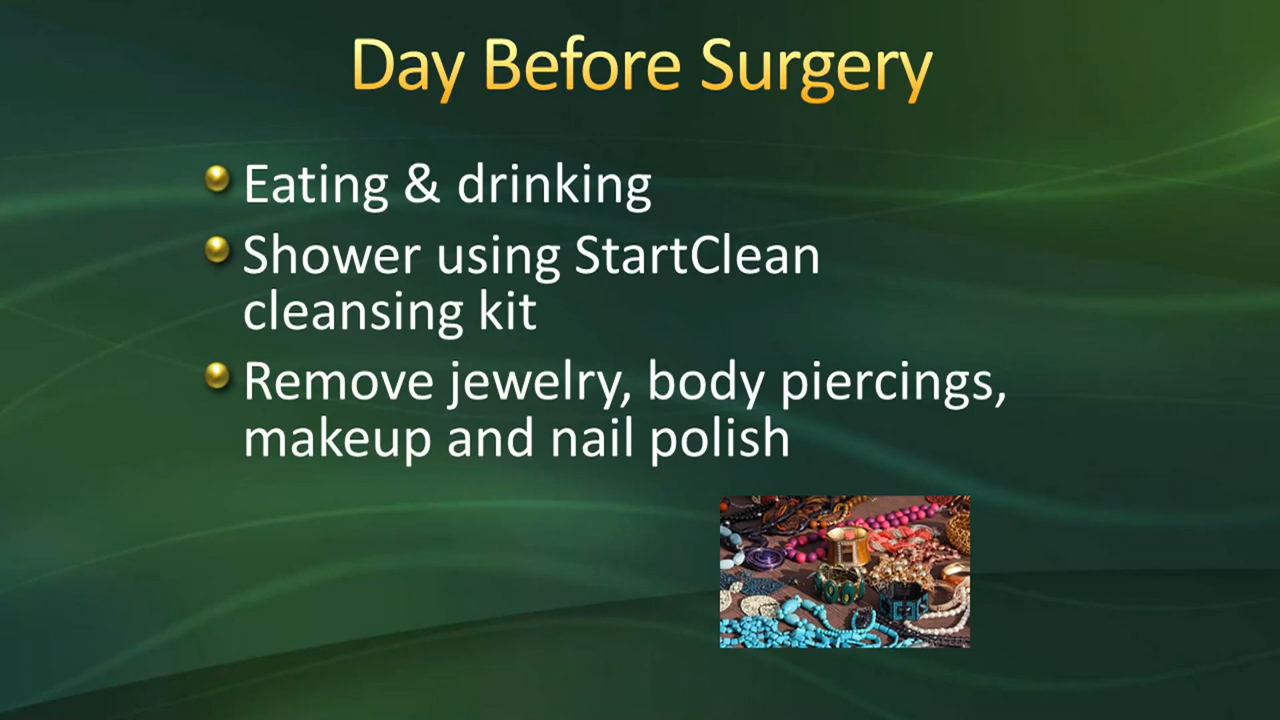 Day Before Surgery
Eating & drinking
Shower using StartClean
cleansing kit
Remove jewelry, body piercings,
makeup and nail polish